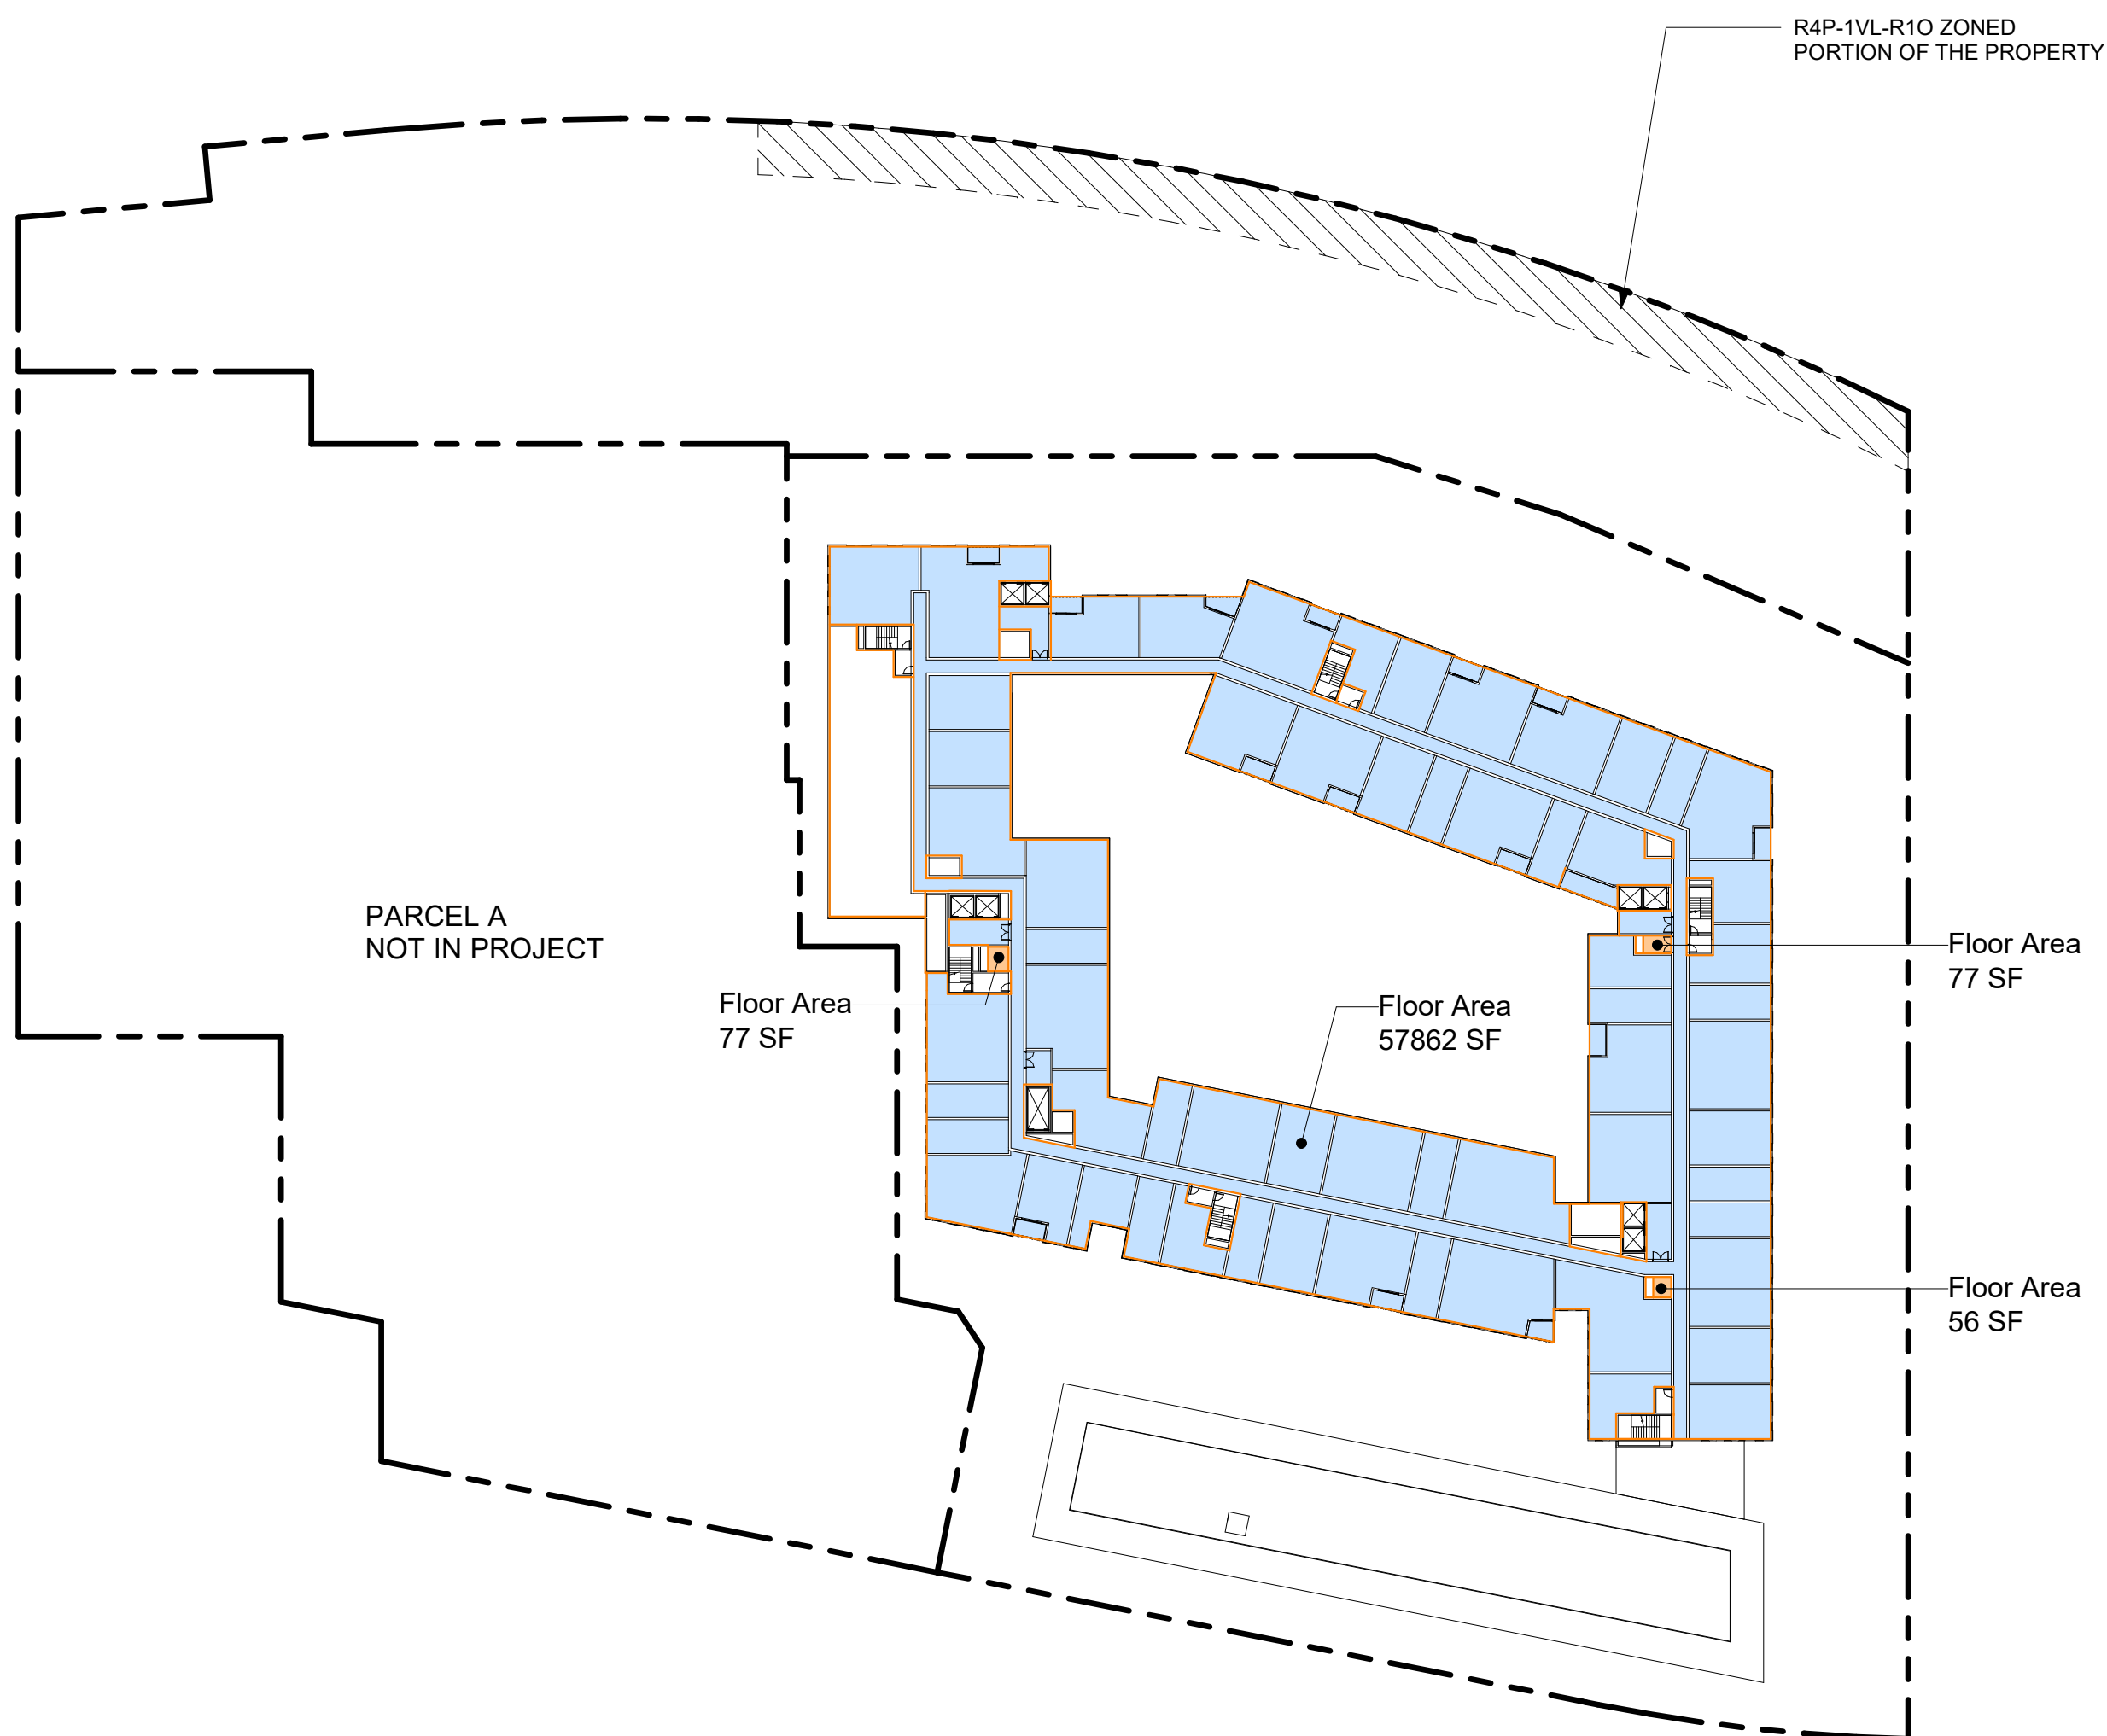 R4P-1VL-R1O ZONED
PORTION OF THE PROPERTY
PARCEL A
NOT IN PROJECT
Floor Area
77 SF
Floor Area
77 SF
Floor Area
57862 SF
Floor Area
56 SF